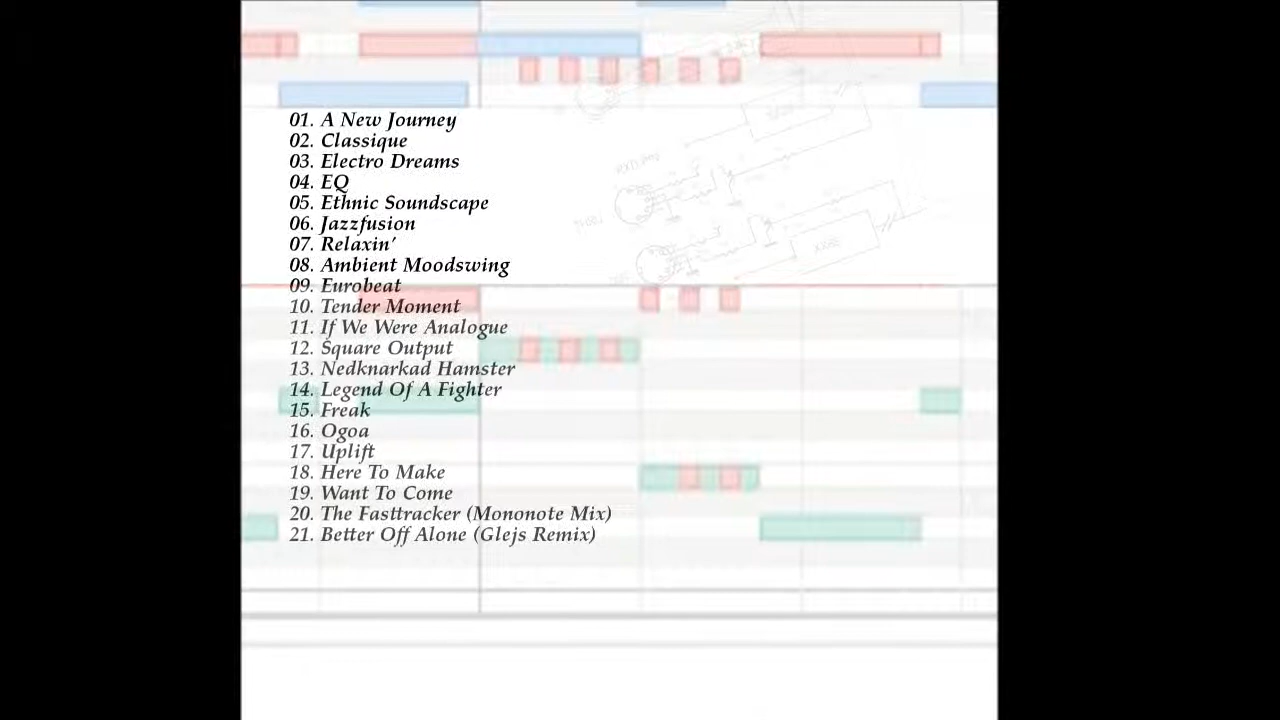 01. A New Journey
02. Classique
03. Electro Dreams
04. EQ
05. Ethnic Soundscape
06. Jazzfusion
07. Relaxin'
08. Ambient Moodswing
09. Eurobeat
10. Tender Moment
11. If We Were Analogue
12. Square Output
13. Nedknarkad Hamster
14. Legend Of A Fighter
15. Freak
16. Ogoa
17. Uplift
18. Here To Make
19. Want To Come
20. The Fasttracker (Mononote Mix)
21. Better Off Alone (Glejs Remix)